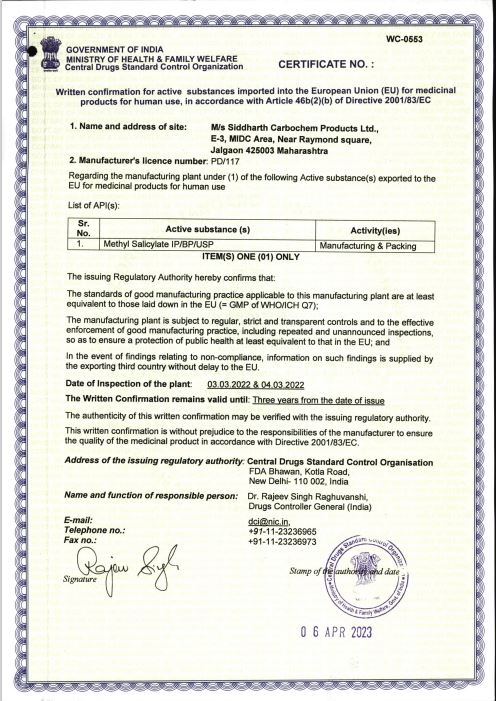 WC-0553
GOVERNMENT OF INDIA
MINISTRY OF HEALTH & FAMILY WELFARE
Central Drugs Standard Control Organization
CERTIFICATE NO. :
Written confirmation for active substances imported into the European Union (EU) for medicinal
products for human use, in accordance with Article 46b(2)(b) of Directive 2001/83/EC
1. Name and address of site: M/s Siddharth Carbochem Products Ltd.,
E-3, MIDC Area, Near Raymond square,
Jalgaon 425003 Maharashtra
2. Manufacturer's licence number: PD/117
Regarding the manufacturing plant under (1) of the following Active substance(s) exported to the
EU for medicinal products for human use
List of API(s):
Sr. No. Active substance (s) Activity(ies)
1. Methyl Salicylate IP/BP/USP Manufacturing & Packing
ITEM(S) ONE (01) ONLY
The issuing Regulatory Authority hereby confirms that:
The standards of good manufacturing practice applicable to this manufacturing plant are at least
equivalent to those laid down in the EU (= GMP of WHO/ICH Q7);
The manufacturing plant is subject to regular, strict and transparent controls and to the effective
enforcement of good manufacturing practice, including repeated and unannounced inspections,
so as to ensure a protection of public health at least equivalent to that in the EU; and
In the event of findings relating to non-compliance, information on such findings is supplied by
the exporting third country without delay to the EU.
Date of Inspection of the plant: 03.03.2022 & 04.03.2022
The Written Confirmation remains valid until: Three years from the date of issue
The authenticity of this written confirmation may be verified with the issuing regulatory authority.
This written confirmation is without prejudice to the responsibilities of the manufacturer to ensure
the quality of the medicinal product in accordance with Directive 2001/83/EC.
Address of the issuing regulatory authority: Central Drugs Standard Control Organisation
FDA Bhawan, Kotla Road,
New Delhi- 110 002, India
Name and function of responsible person: Dr. Rajeev Singh Raghuvanshi,
Drugs Controller General (India)
E-mail: dci@nic.in,
Telephone no.: +91-11-23236965
Fax no.: +91-11-23236973
Rajeev Singh
Signature
Stamp of the authority and date
Central Drugs Standard Control Organiz
Ministry of Health & Family Welfare, Govt. of India
06 APR 2023